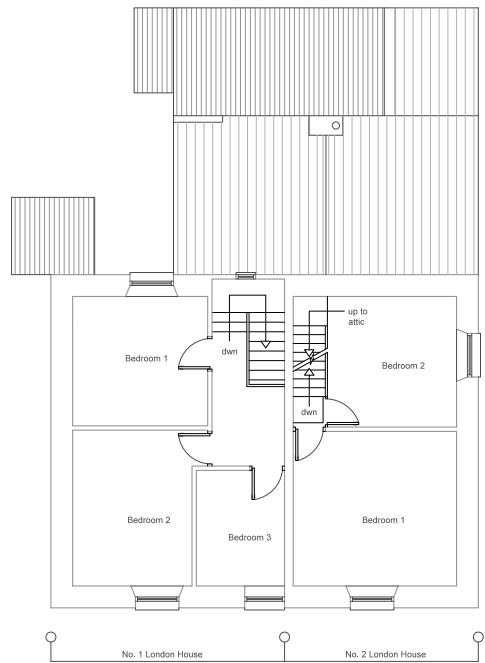 up to
attic
dwn
Bedroom 1
Bedroom 2
dwn
Bedroom 2
Bedroom 1
Bedroom 3
No. 1 London House
No. 2 London House